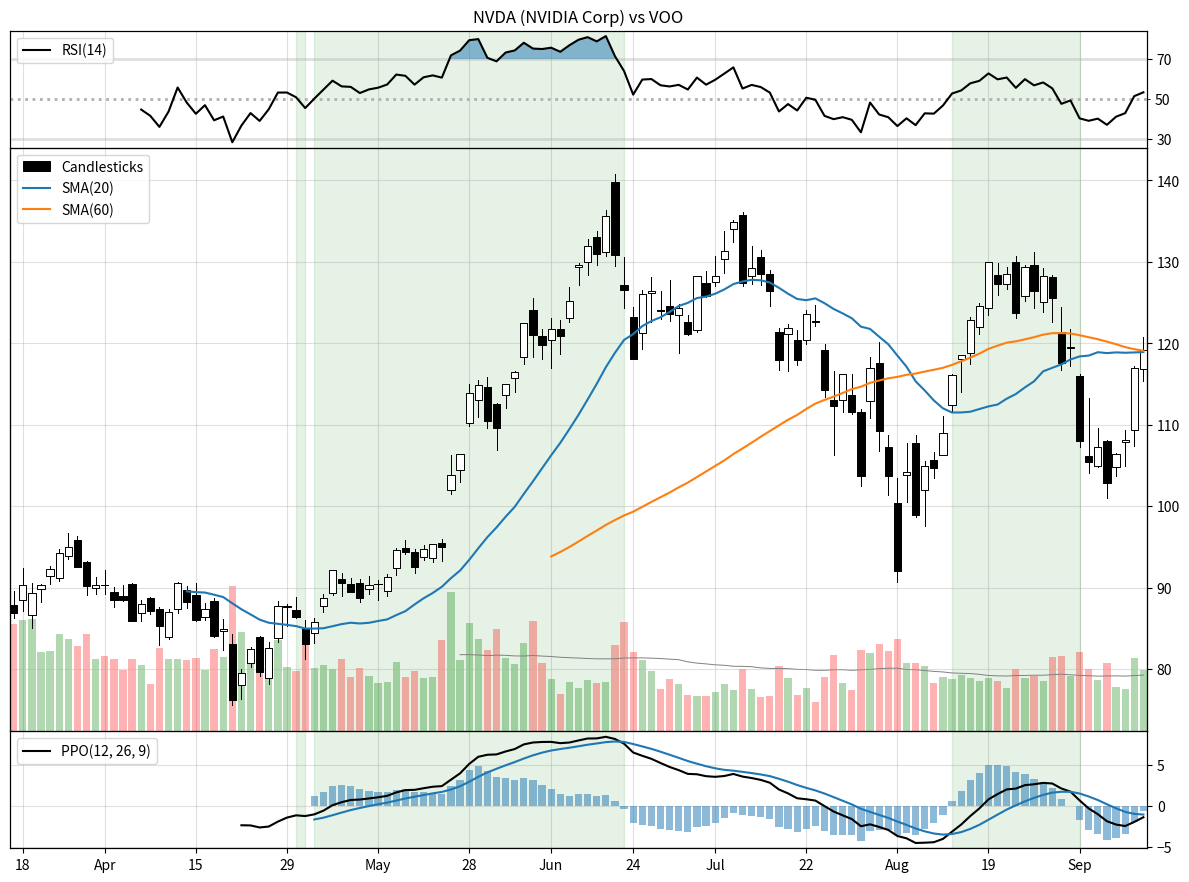 NVDA (NVIDIA Corp) vs VOO
RSI(14)
70
50
30
Candlesticks
SMA(20)
SMA(60)
140
130
120
110
100
90
80
PPO(12, 26, 9)
5
0
−5
18 Apr 15 29 May 28 Jun 24 Jul 22 Aug 19 Sep